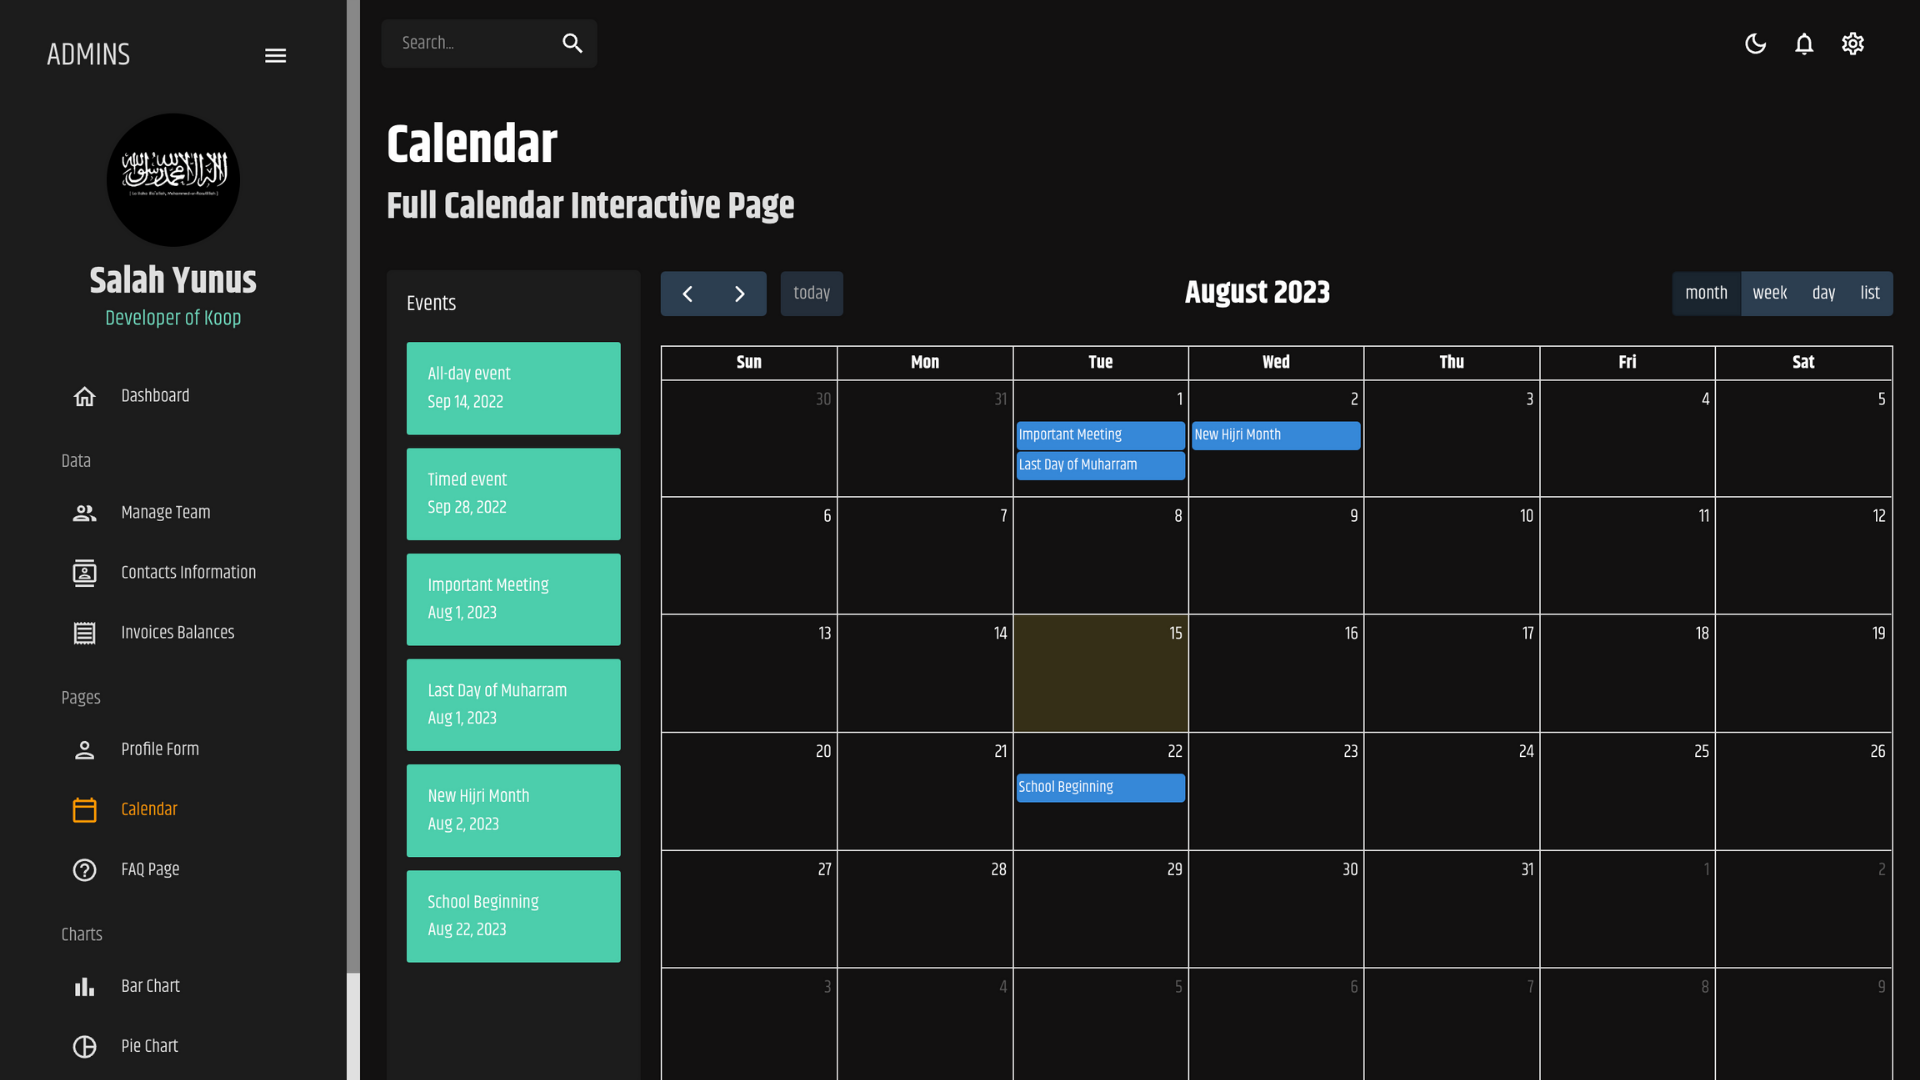 ADMINS
لا إله إلا الله محمد رسول الله
Salah Yunus
Developer of Koop
Dashboard
Data
Manage Team
Contacts Information
Invoices Balances
Pages
Profile Form
Calendar
FAQ Page
Charts
Bar Chart
Pie Chart
Search...
Calendar
Full Calendar Interactive Page
Events
All-day event
Sep 14, 2022
Timed event
Sep 28, 2022
Important Meeting
Aug 1, 2023
Last Day of Muharram
Aug 1, 2023
New Hijri Month
Aug 2, 2023
School Beginning
Aug 22, 2023
today
August 2023
month week day list
Sun Mon Tue Wed Thu Fri Sat
30 31 1 2 3 4 5
Important Meeting New Hijri Month
Last Day of Muharram
6 7 8 9 10 11 12
13 14 15 16 17 18 19
20 21 22 23 24 25 26
School Beginning
27 28 29 30 31 1 2
3 4 5 6 7 8 9